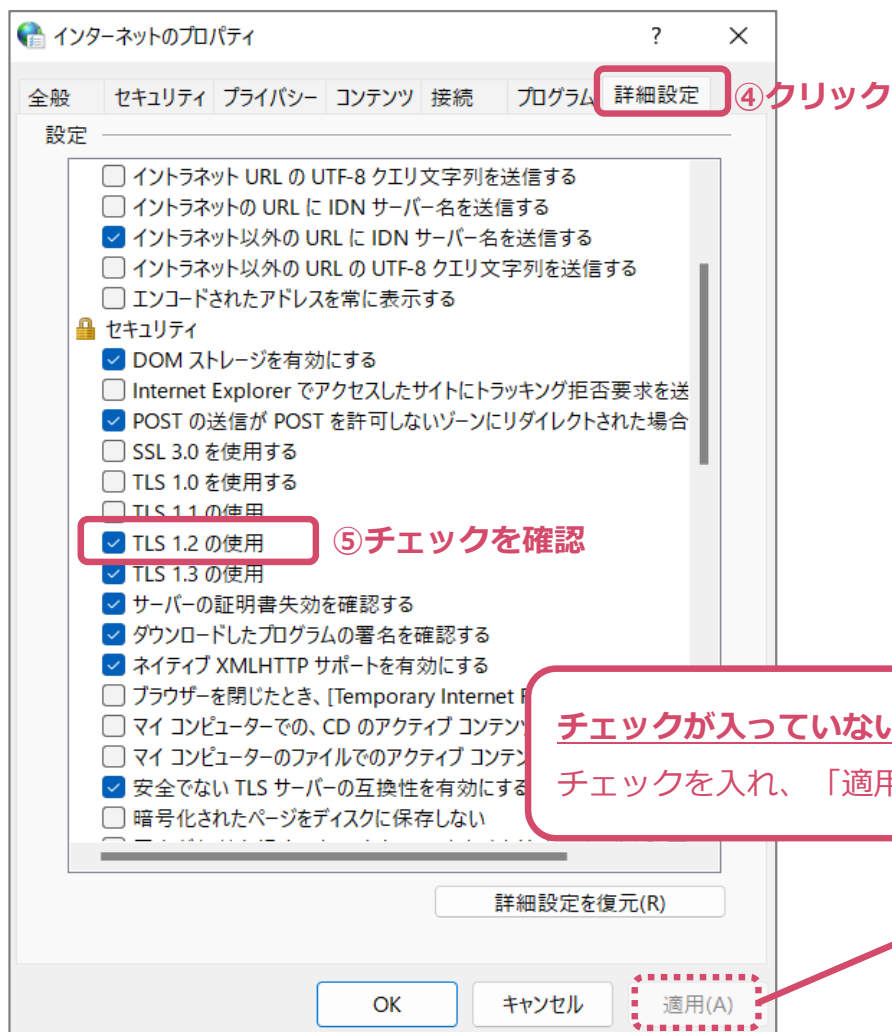 インターネットのプロパティ
?
全般 セキュリティ プライバシー コンテンツ 接続 プログラム 詳細設定
④クリック
設定
イントラネット URL の UTF-8 クエリ文字列を送信する
イントラネットの URL に IDN サーバー名を送信する
イントラネット以外の URL に IDN サーバー名を送信する
イントラネット以外の URL の UTF-8 クエリ文字列を送信する
エンコードされたアドレスを常に表示する
セキュリティ
DOM ストレージを有効にする
Internet Explorer でアクセスしたサイトにトラッキング拒否要求を送
POST の送信が POST を許可しないゾーンにリダイレクトされた場合
SSL 3.0 を使用する
TLS 1.0 を使用する
TLS 1.1 の使用
TLS 1.2 の使用
⑤チェックを確認
TLS 1.3 の使用
サーバーの証明書失効を確認する
ダウンロードしたプログラムの署名を確認する
ネイティブ XMLHTTP サポートを有効にする
ブラウザーを閉じたとき、[Temporary Internet
マイ コンピューターでの、CD のアクティブ コンテンツ
マイ コンピューターのファイルでのアクティブ コンテン
安全でない TLS サーバーの互換性を有効にする
暗号化されたページをディスクに保存しない
チェックが入っていない
チェックを入れ、「適用
詳細設定を復元(R)
OK キャンセル 適用(A)